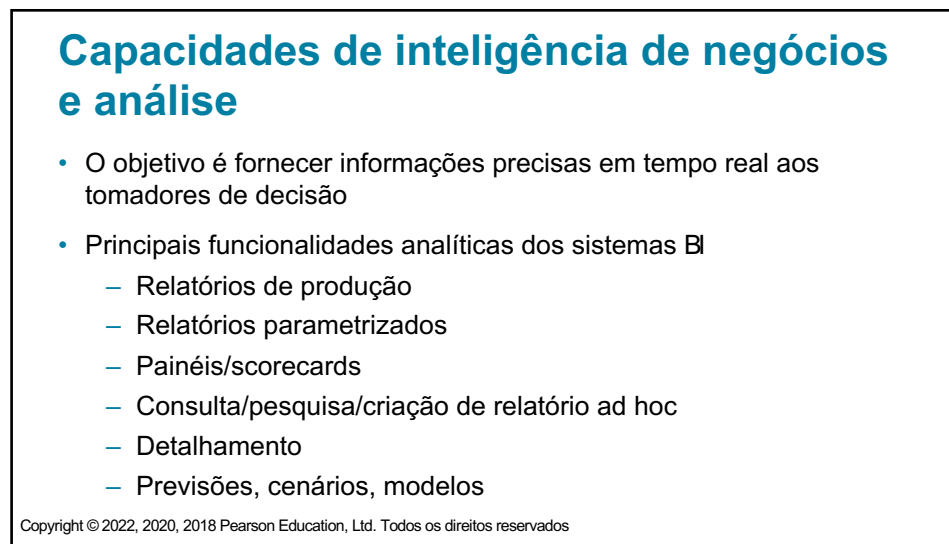 Capacidades de inteligência de negócios
e análise
• O objetivo é fornecer informações precisas em tempo real aos
tomadores de decisão
• Principais funcionalidades analíticas dos sistemas BI
– Relatórios de produção
– Relatórios parametrizados
– Painéis/scorecards
– Consulta/pesquisa/criação de relatório ad hoc
– Detalhamento
– Previsões, cenários, modelos
Copyright © 2022, 2020, 2018 Pearson Education, Ltd. Todos os direitos reservados